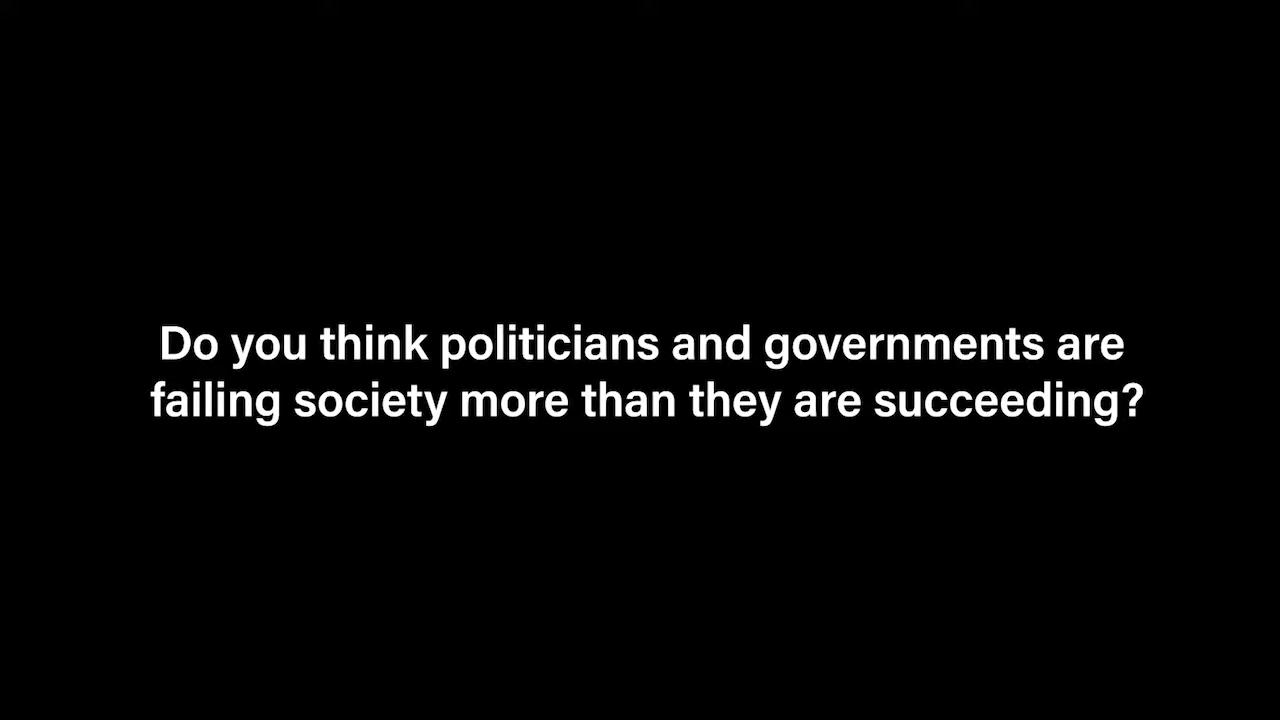 Do you think politicians and governments are
failing society more than they are succeeding?